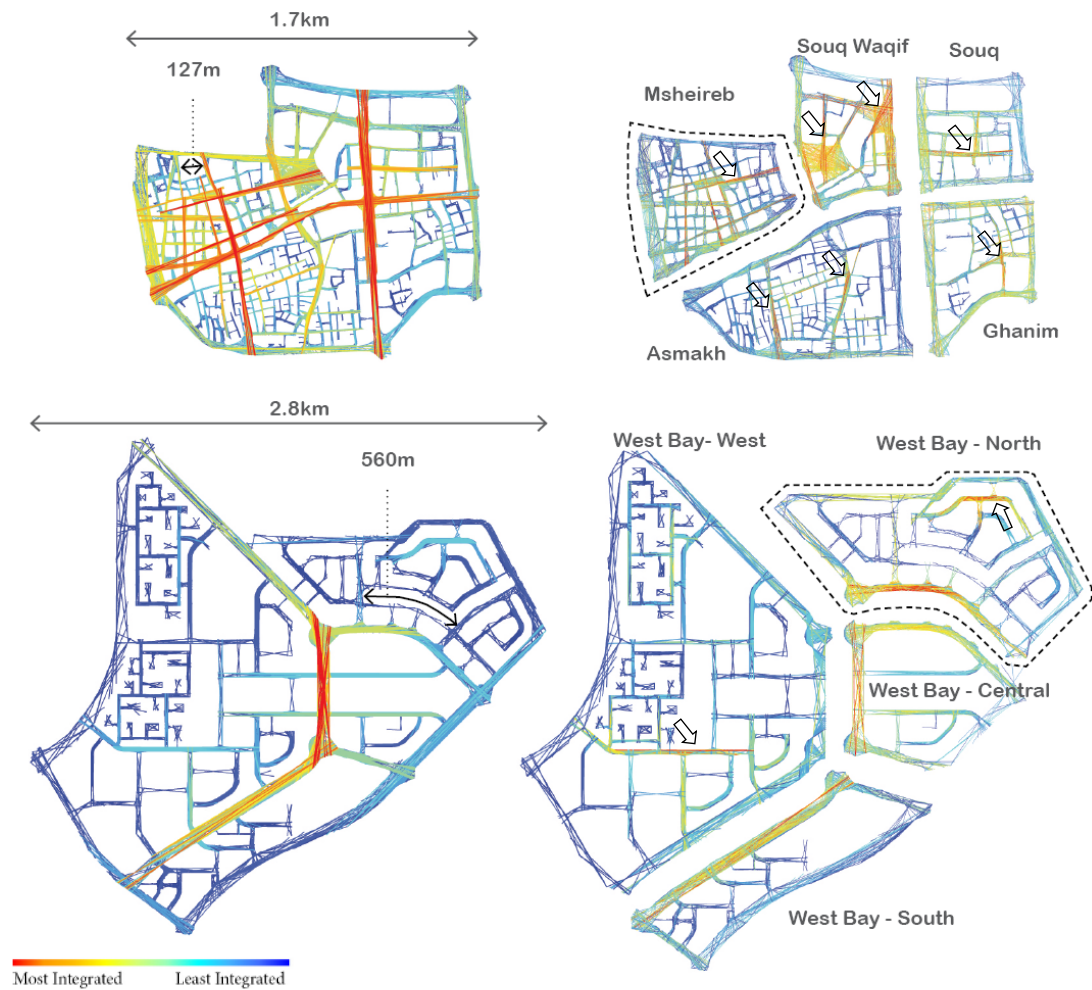 1.7km
127m
Souq Waqif
Souq
Msheireb
Asmakh
Ghanim
2.8km
560m
West Bay- West
West Bay - North
West Bay - Central
West Bay - South
Most Integrated
Least Integrated